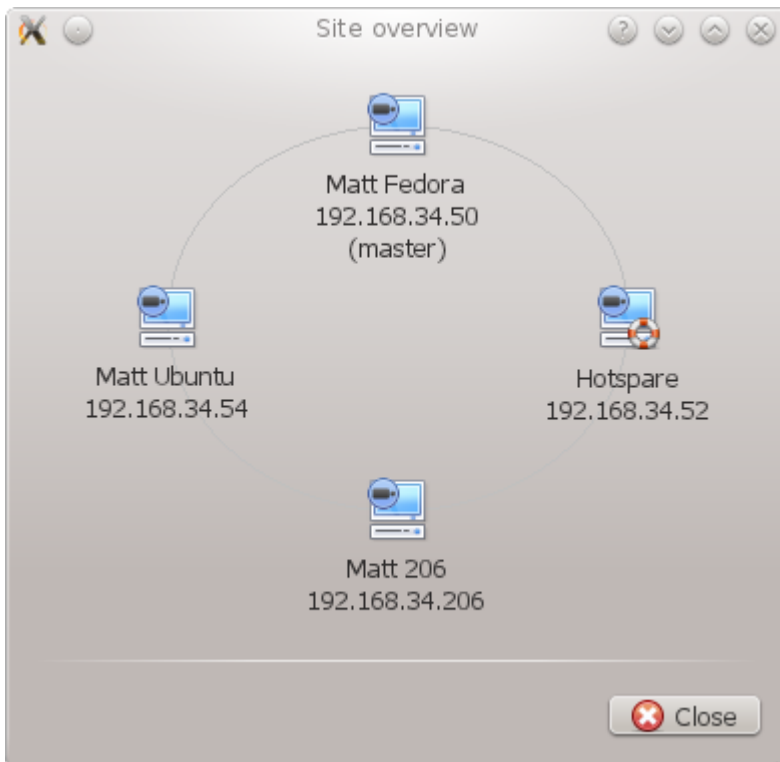 Site overview
Matt Fedora
192.168.34.50
(master)
Matt Ubuntu
192.168.34.54
Hotspare
192.168.34.52
Matt 206
192.168.34.206
Close